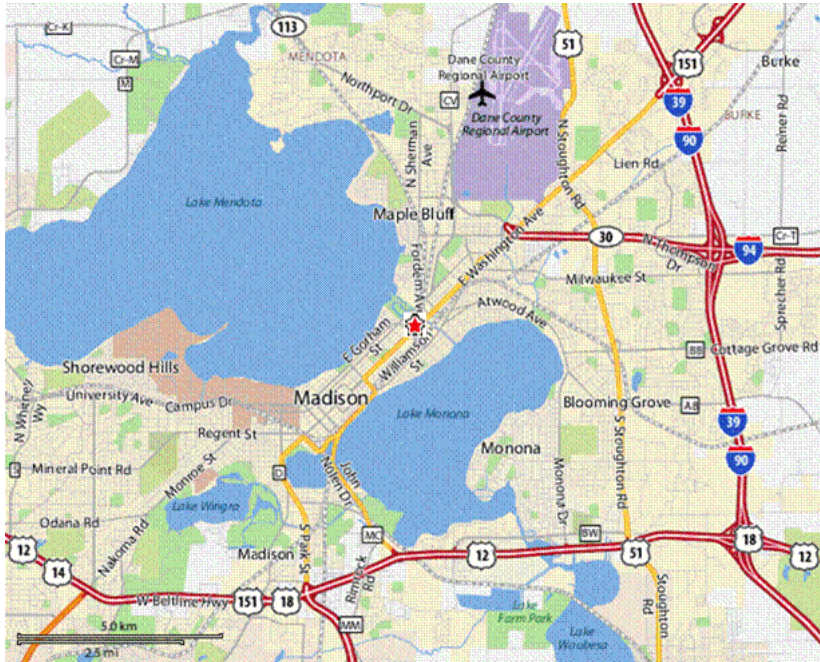 113
Cr-K
MENDOTA
51
Dane County
Regional Airport
151
Burke
Cr-M
M
Northport Dr
CV
Dane County
Regional Airport
39
BURKE
90
Reiner Rd
N Sherman
Ave
N Stoughton Rd
Lien Rd
Lake Mendota
Maple Bluff
E Washington Ave
30
Cr-T
94
N Thompson
Dr
Fordem Ave
Milwaukee St
Sprecher Rd
Atwood Ave
E Gorham
St
Williamson
St
BB
Cottage Grove Rd
Shorewood Hills
N Whitney
Wy
University Ave
Campus Dr
Madison
Lake Monona
Blooming Grove
AB
39
Regent St
Monona
S Stoughton Rd
90
Mineral Point Rd
Monroe St
D
John
Nolen Dr
Monona Dr
Lake Wingra
Odana Rd
Nakoma Rd
S Park St
MC
BW
12
Madison
12
51
18
12
14
Rimrock
Rd
W Beltline Hwy
151
18
Stoughton
Rd
Lake
Farm Park
MM
5.0 km
2.5 mi
Lake
Waubesa